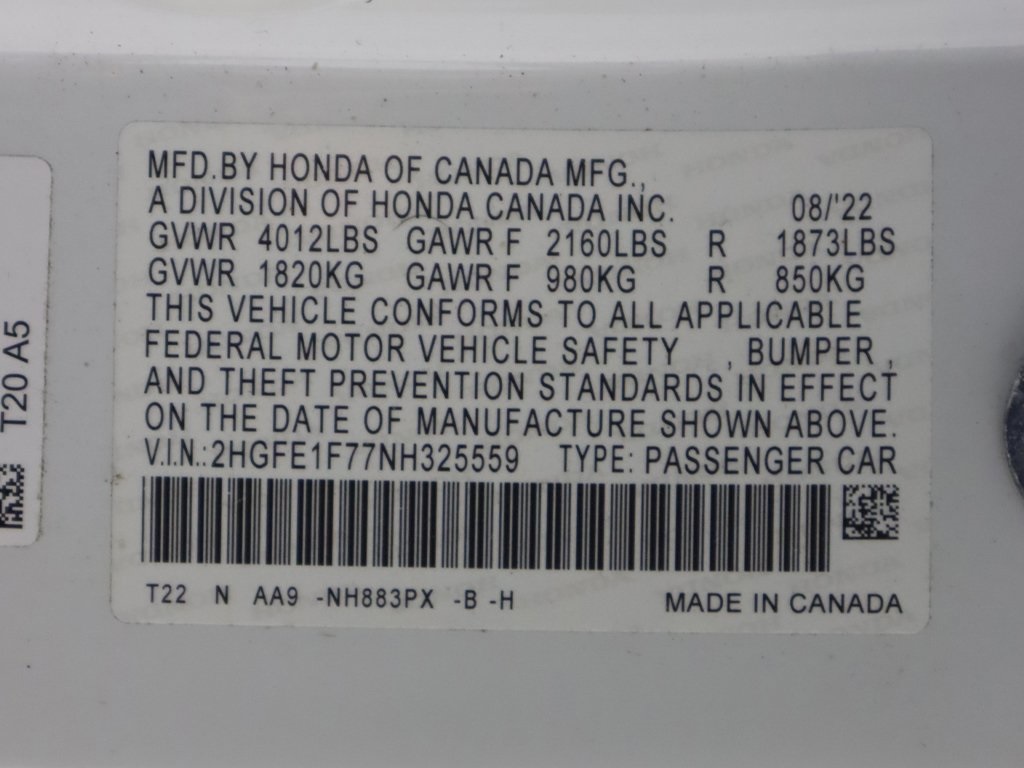 MFD.BY HONDA OF CANADA MFG.,
A DIVISION OF HONDA CANADA INC. 08/'22
GVWR 4012LBS GAWR F 2160LBS R 1873LBS
GVWR 1820KG GAWR F 980KG R 850KG
THIS VEHICLE CONFORMS TO ALL APPLICABLE
FEDERAL MOTOR VEHICLE SAFETY , BUMPER ,
AND THEFT PREVENTION STANDARDS IN EFFECT
ON THE DATE OF MANUFACTURE SHOWN ABOVE.
V.I.N.:2HGFE1F77NH325559 TYPE: PASSENGER CAR
T22 N AA9 -NH883PX -B -H MADE IN CANADA
T20 A5